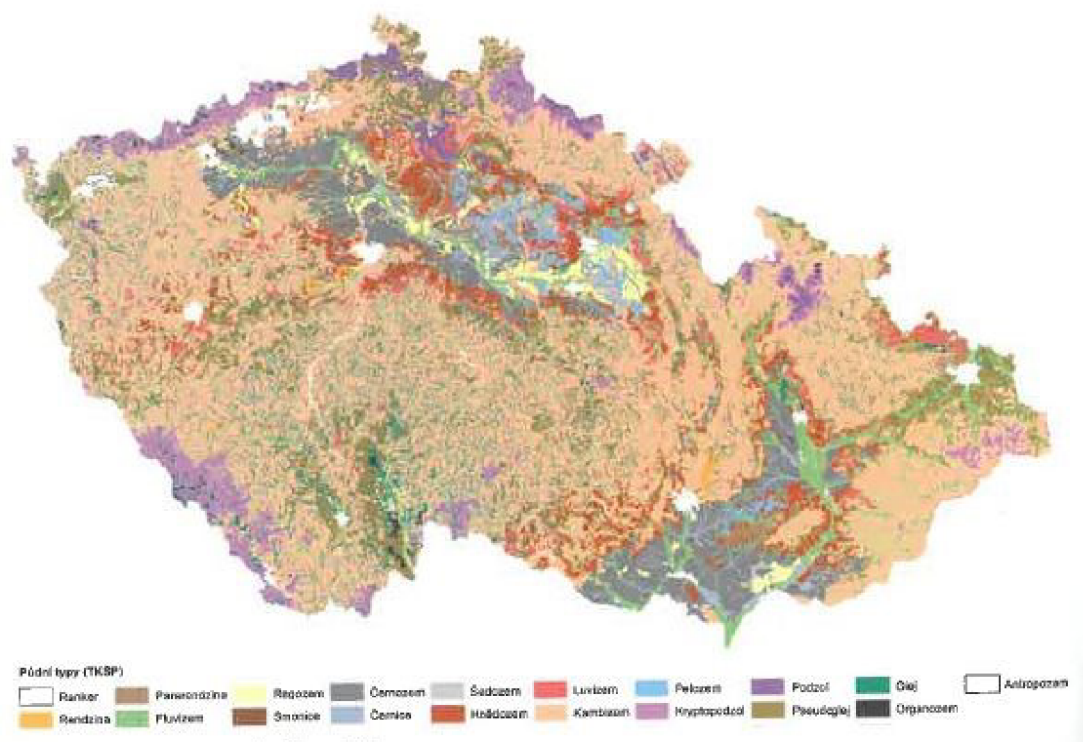 Půdní typy (TKSP)
Ranker Pararendzina Regozem Černozem Šedozem Luvizem Pelozem Podzol Glej Antropozem
Rendzina Fluvizem Smonice Černice Hnědozem Kambizem Kryptopodzol Pseudoglej Organozem